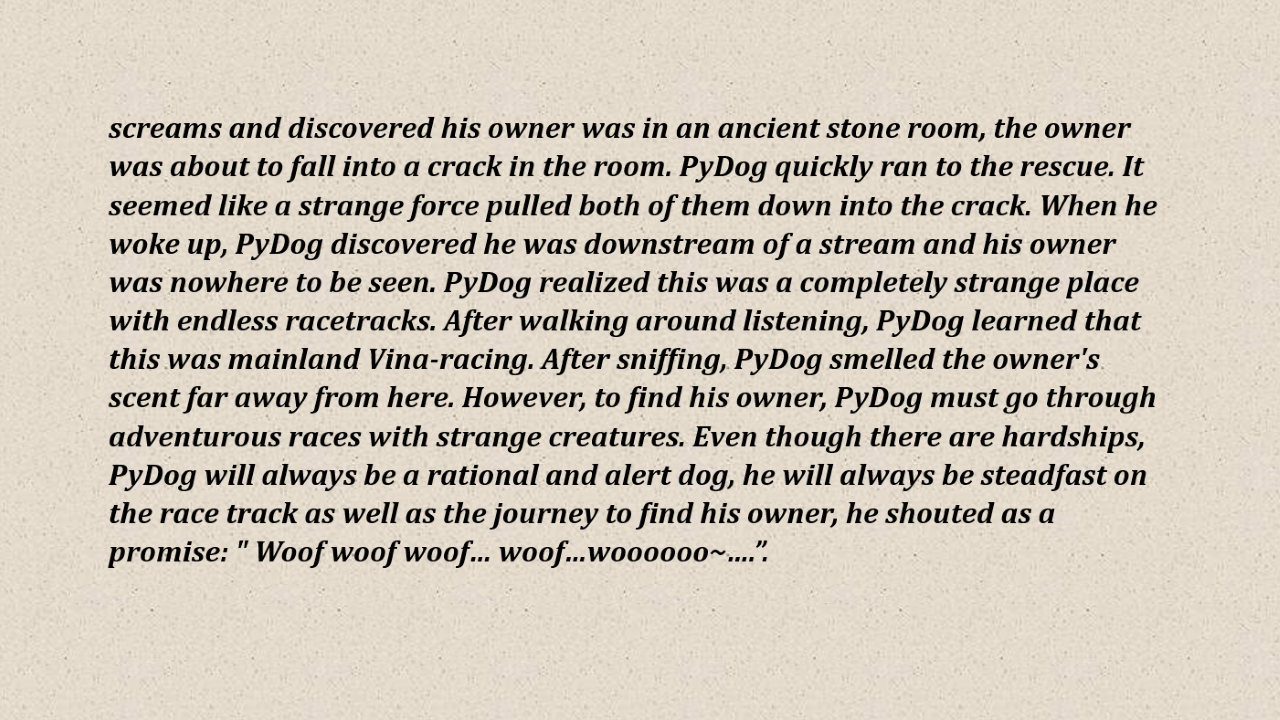 screams and discovered his owner was in an ancient stone room, the owner
was about to fall into a crack in the room. PyDog quickly ran to the rescue. It
seemed like a strange force pulled both of them down into the crack. When he
woke up, PyDog discovered he was downstream of a stream and his owner
was nowhere to be seen. PyDog realized this was a completely strange place
with endless racetracks. After walking around listening, PyDog learned that
this was mainland Vina-racing. After sniffing, PyDog smelled the owner's
scent far away from here. However, to find his owner, PyDog must go through
adventurous races with strange creatures. Even though there are hardships,
PyDog will always be a rational and alert dog, he will always be steadfast on
the race track as well as the journey to find his owner, he shouted as a
promise: " Woof woof woof... woof...woooooo~....”.